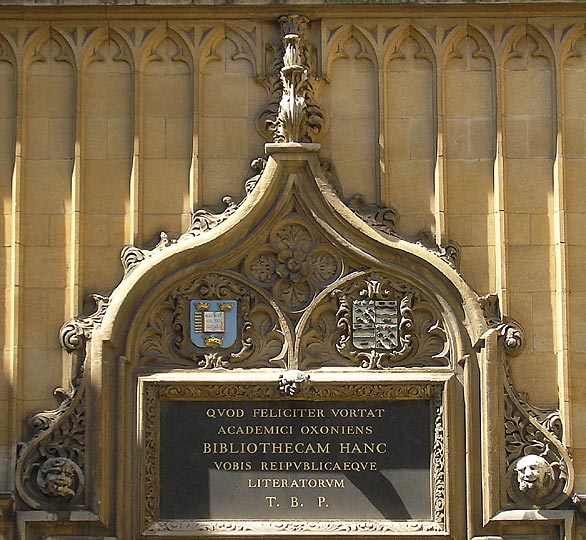 QVOD FELICITER VORTAT
ACADEMICI OXONIENS
BIBLIOTHECAM HANC
VOBIS REIPVBLICAEQVE
LITERATORVM
T. B. P.